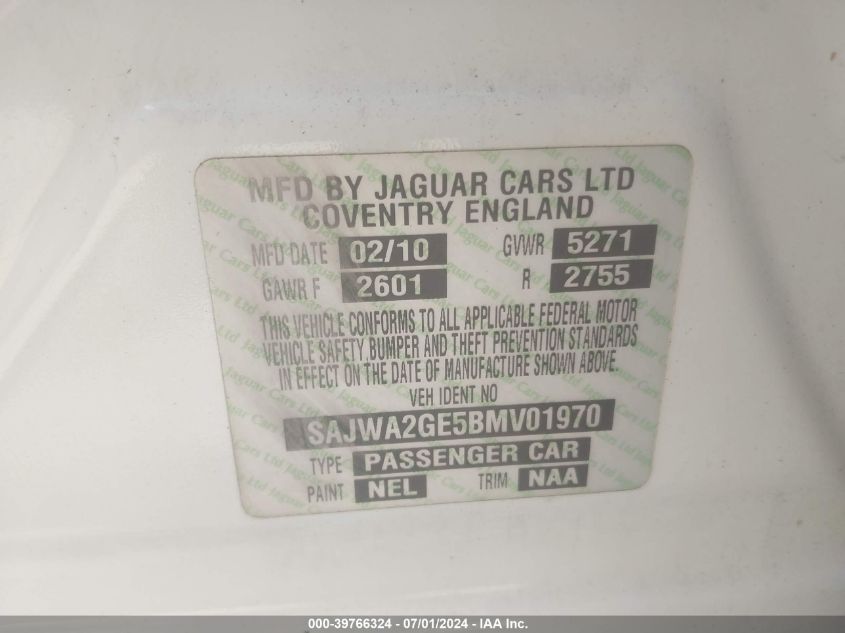 MFD BY JAGUAR CARS LTD
COVENTRY ENGLAND
MFD DATE 02/10 GVWR 5271
GAWR F 2601 R 2755
THIS VEHICLE CONFORMS TO ALL APPLICABLE FEDERAL MOTOR
VEHICLE SAFETY, BUMPER AND THEFT PREVENTION STANDARDS
IN EFFECT ON THE DATE OF MANUFACTURE SHOWN ABOVE.
VEH IDENT NO
SAJWA2GE5BMV01970
TYPE PASSENGER CAR
PAINT NEL TRIM NAA
000-39766324 - 07/01/2024 - IAA Inc.